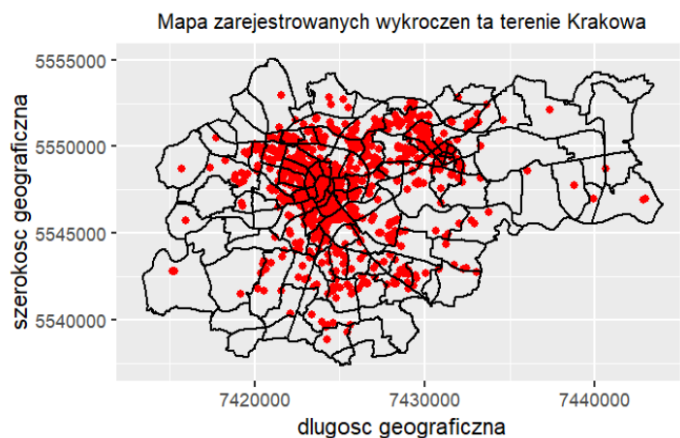 Mapa zarejestrowanych wykroczen ta terenie Krakowa
5555000
5550000
5545000
5540000
szerokosc geograficzna
7420000
7430000
7440000
dlugosc geograficzna